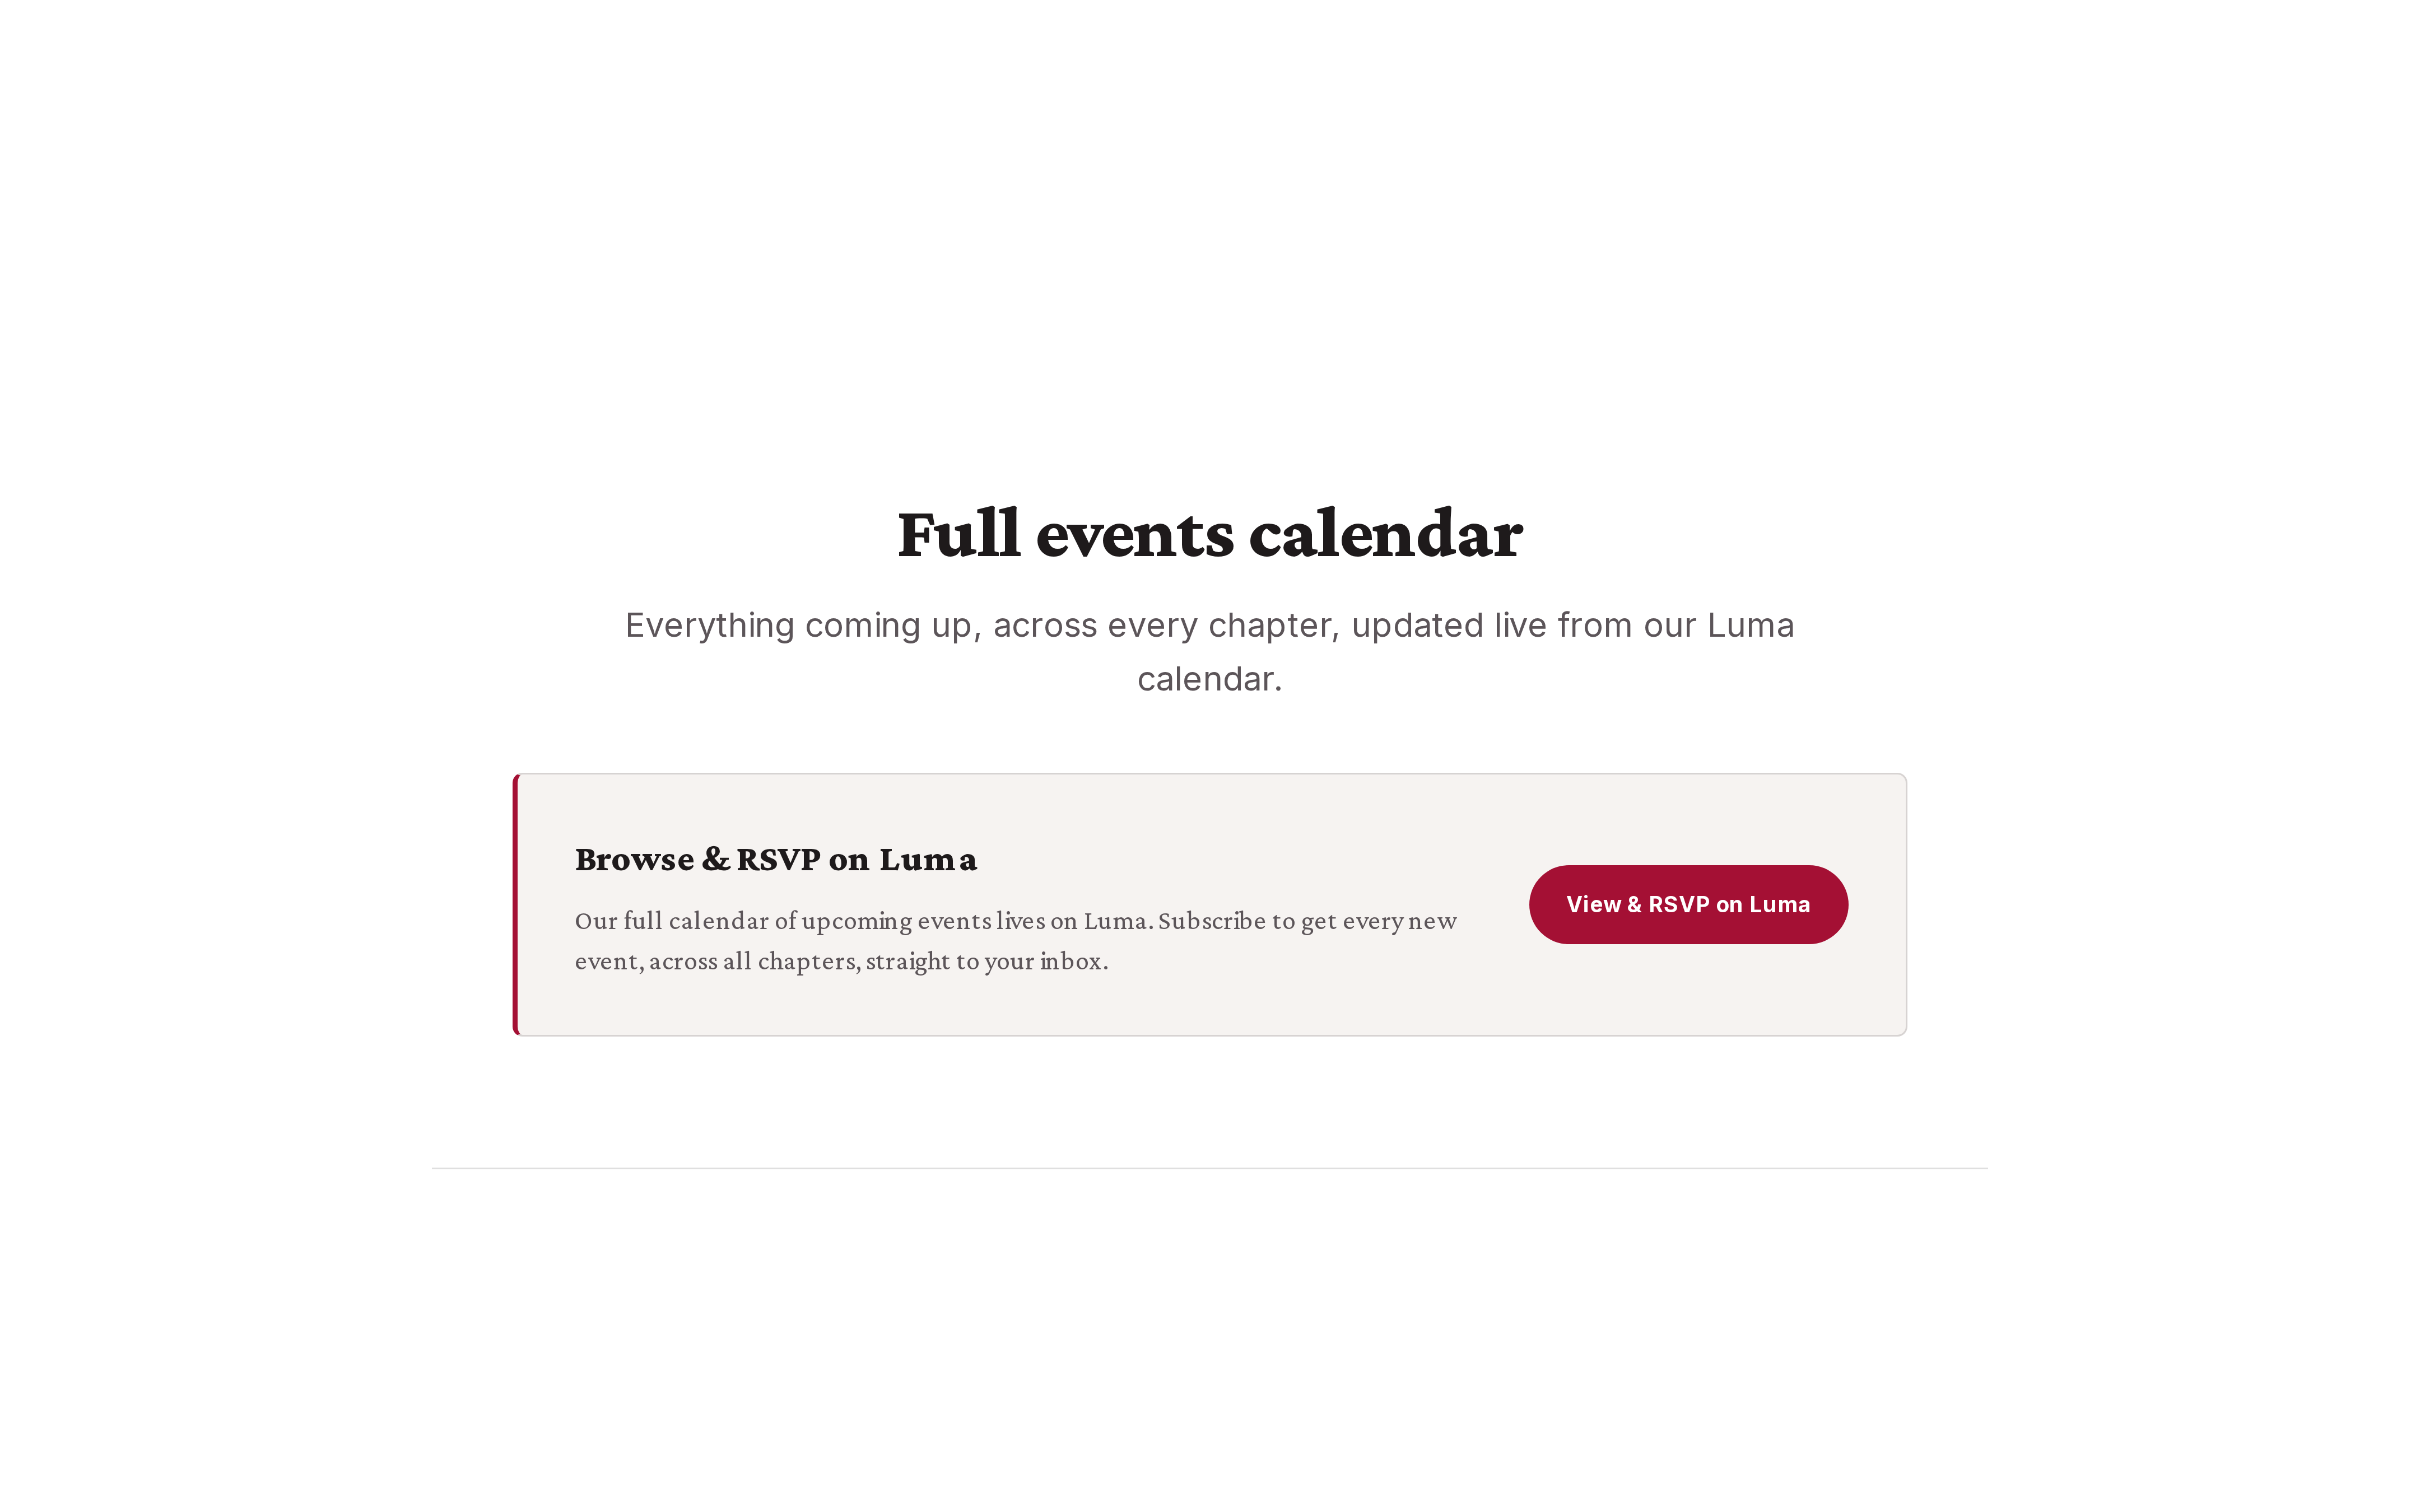 Full events calendar
Everything coming up, across every chapter, updated live from our Luma
calendar.
Browse & RSVP on Luma
Our full calendar of upcoming events lives on Luma. Subscribe to get every new
event, across all chapters, straight to your inbox.
View & RSVP on Luma